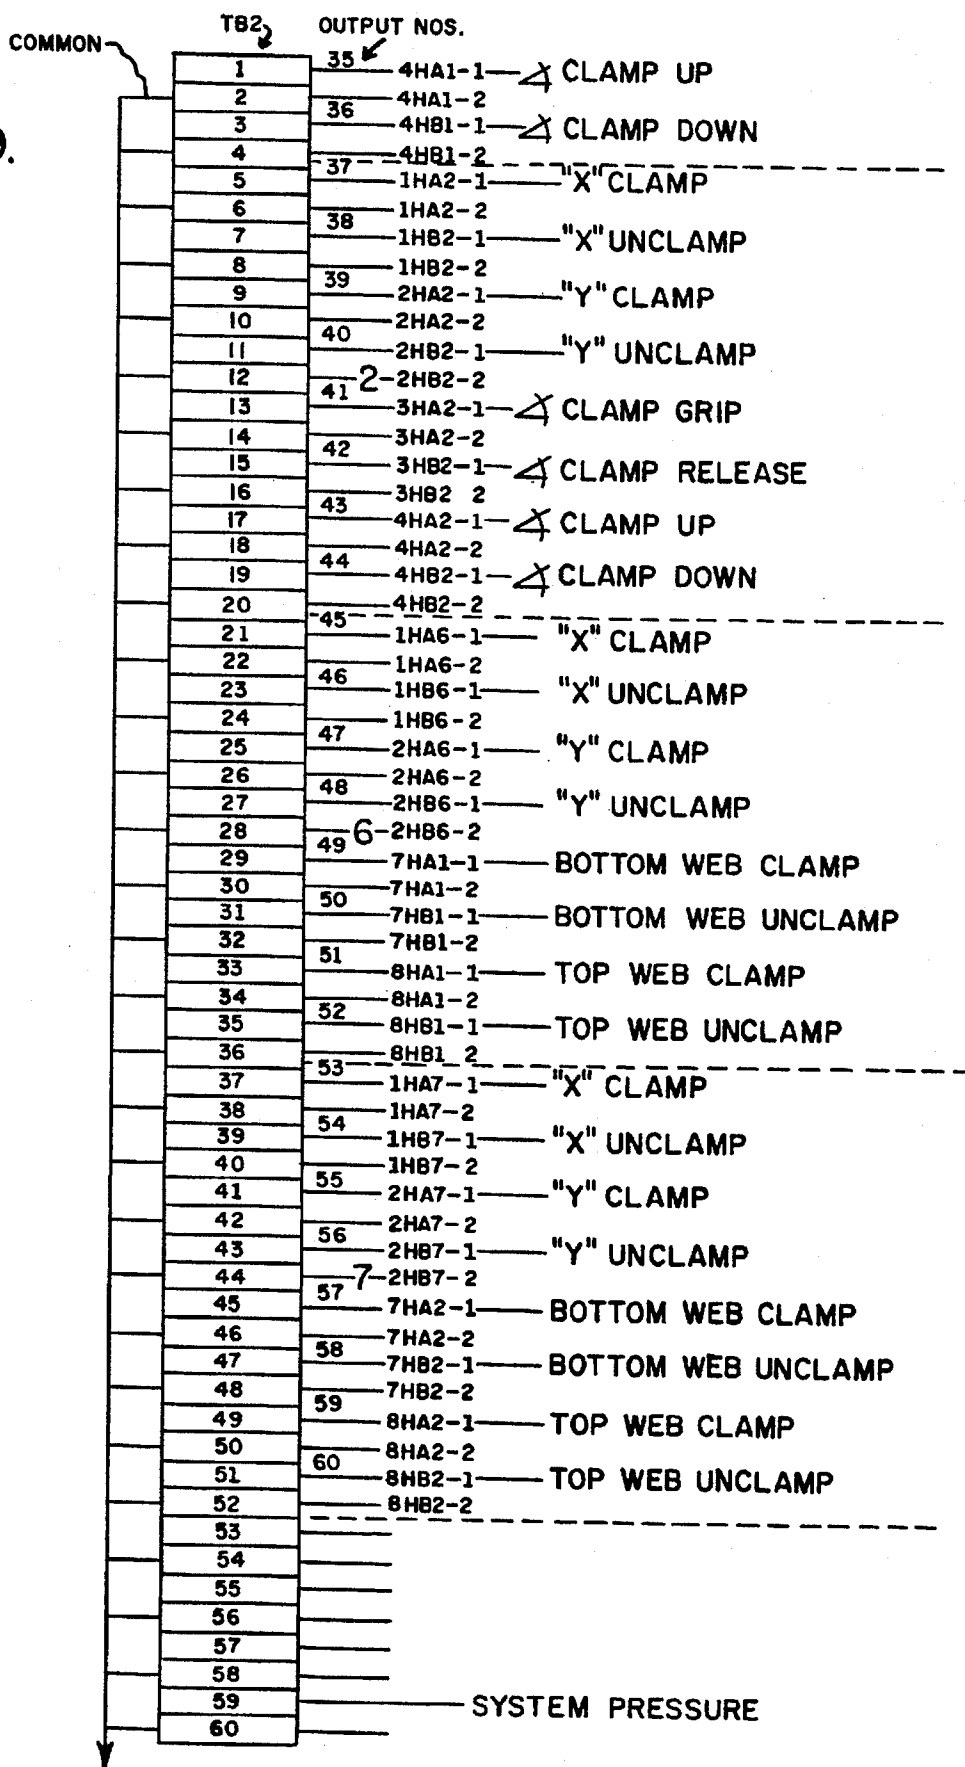 TB2 OUTPUT NOS.
COMMON
1 35 4HA1-1 ∡ CLAMP UP
2 4HA1-2
3 36 4HB1-1 ∡ CLAMP DOWN
4 4HB1-2
5 37 1HA2-1 "X" CLAMP
6 1HA2-2
7 38 1HB2-1 "X" UNCLAMP
8 1HB2-2
9 39 2HA2-1 "Y" CLAMP
10 2HA2-2
11 40 2HB2-1 "Y" UNCLAMP
12 2-2HB2-2
13 41 3HA2-1 ∡ CLAMP GRIP
14 3HA2-2
15 42 3HB2-1 ∡ CLAMP RELEASE
16 3HB2 2
17 43 4HA2-1 ∡ CLAMP UP
18 4HA2-2
19 44 4HB2-1 ∡ CLAMP DOWN
20 4HB2-2
21 45 1HA6-1 "X" CLAMP
22 1HA6-2
23 46 1HB6-1 "X" UNCLAMP
24 1HB6-2
25 47 2HA6-1 "Y" CLAMP
26 2HA6-2
27 48 2HB6-1 "Y" UNCLAMP
28 6-2HB6-2
29 49 7HA1-1 BOTTOM WEB CLAMP
30 7HA1-2
31 50 7HB1-1 BOTTOM WEB UNCLAMP
32 7HB1-2
33 51 8HA1-1 TOP WEB CLAMP
34 8HA1-2
35 52 8HB1-1 TOP WEB UNCLAMP
36 8HB1 2
37 53 1HA7-1 "X" CLAMP
38 1HA7-2
39 54 1HB7-1 "X" UNCLAMP
40 1HB7-2
41 55 2HA7-1 "Y" CLAMP
42 2HA7-2
43 56 2HB7-1 "Y" UNCLAMP
44 7-2HB7-2
45 57 7HA2-1 BOTTOM WEB CLAMP
46 7HA2-2
47 58 7HB2-1 BOTTOM WEB UNCLAMP
48 7HB2-2
49 59 8HA2-1 TOP WEB CLAMP
50 8HA2-2
51 60 8HB2-1 TOP WEB UNCLAMP
52 8HB2-2
53
54
55
56
57
58
59 SYSTEM PRESSURE
60